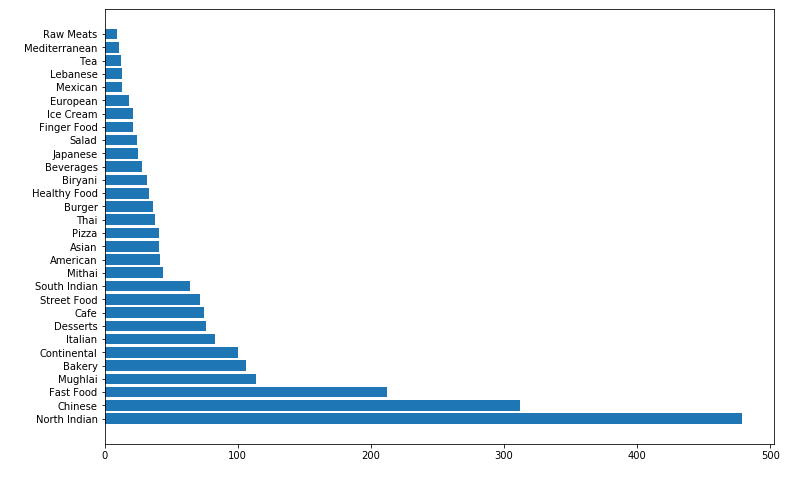 Raw Meats
Mediterranean
Tea
Lebanese
Mexican
European
Ice Cream
Finger Food
Salad
Japanese
Beverages
Biryani
Healthy Food
Burger
Thai
Pizza
Asian
American
Mithai
South Indian
Street Food
Cafe
Desserts
Italian
Continental
Bakery
Mughlai
Fast Food
Chinese
North Indian
0 100 200 300 400 500